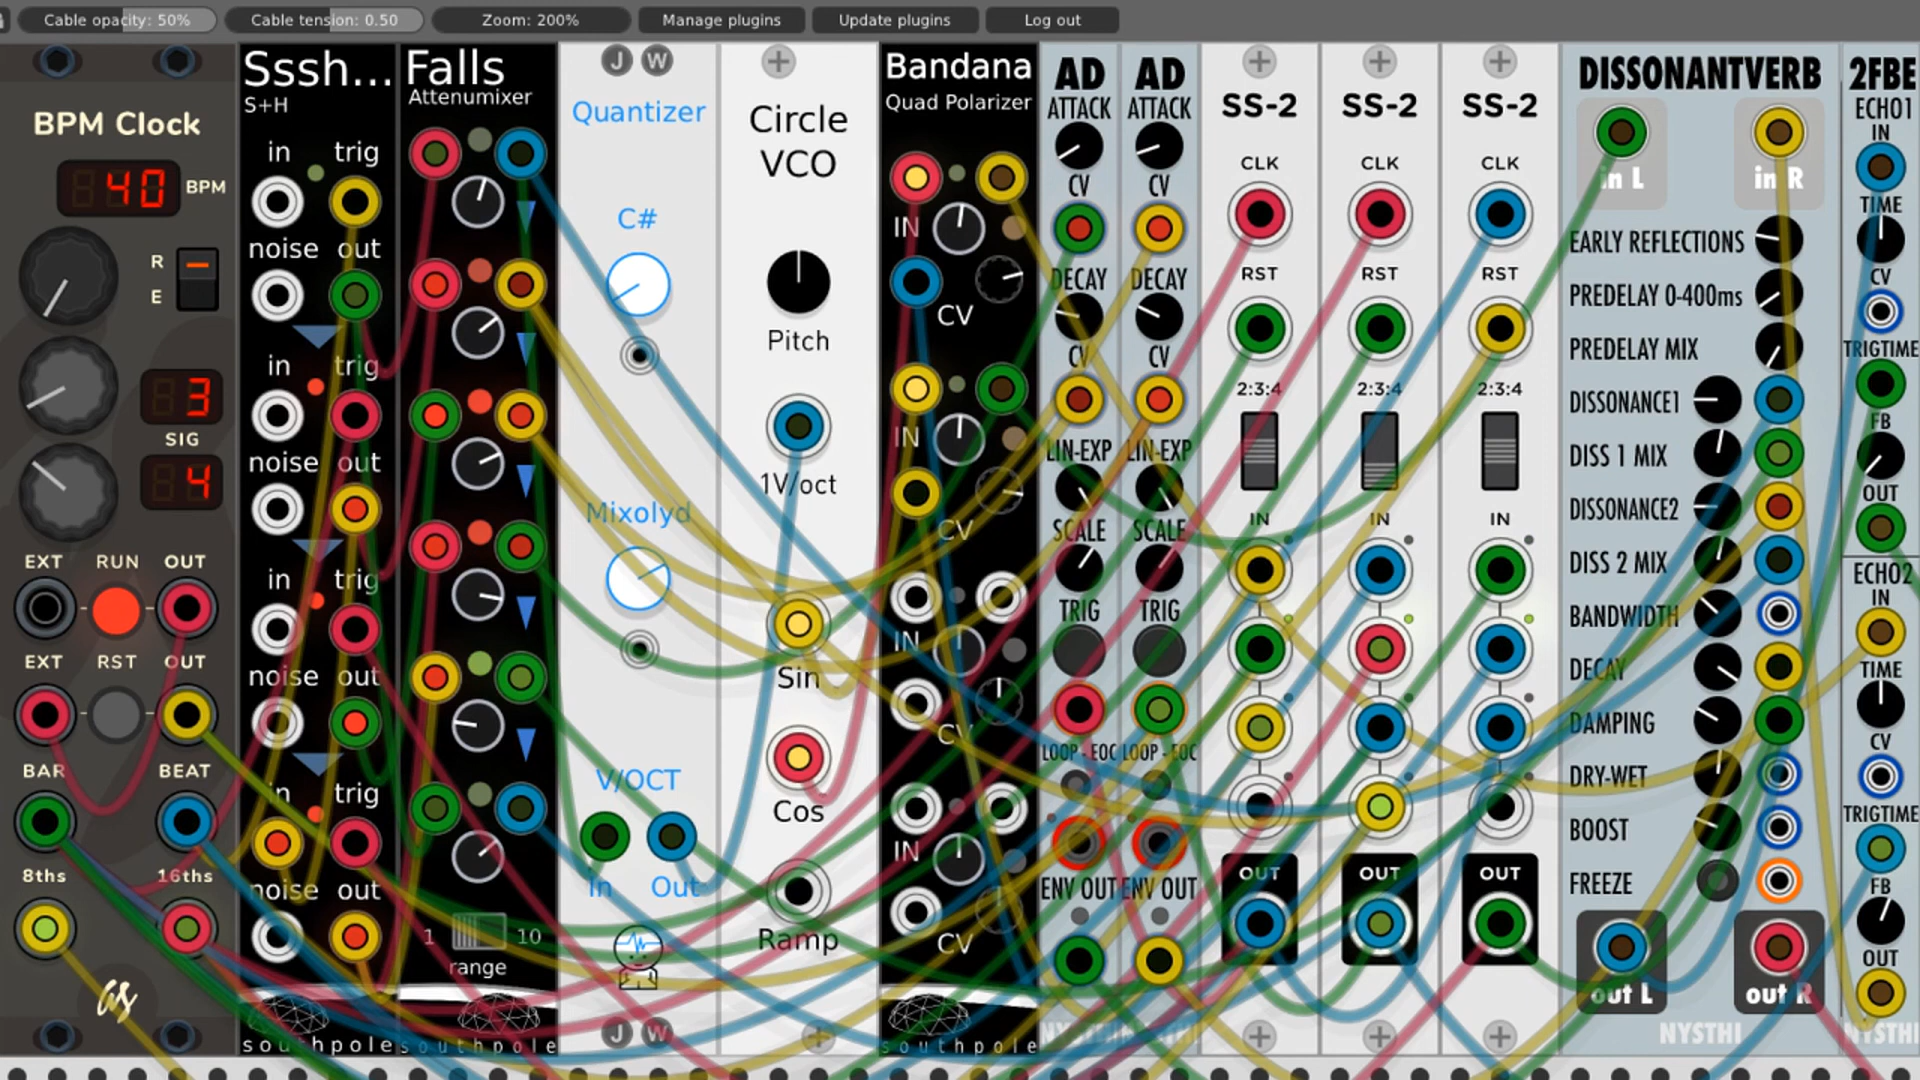 Cable opacity: 50%
Cable tension: 0.50
Zoom: 200%
Manage plugins
Update plugins
Log out
BPM Clock
40
BPM
R
E
3
SIG
4
EXT
RUN
OUT
EXT
RST
OUT
BAR
BEAT
8ths
16ths
as
Sssh...
S+H
in
trig
noise
out
in
trig
noise
out
in
trig
noise
out
in
trig
noise
out
southpole
Falls
Attenumixer
1
10
range
southpole
J W
Quantizer
C#
Mixolyd
V/OCT
In
Out
J W
Circle
VCO
Pitch
1V/oct
Sin
Cos
Ramp
Bandana
Quad Polarizer
IN
CV
IN
CV
IN
CV
IN
CV
southpole
AD
ATTACK
CV
DECAY
CV
LIN-EXP
SCALE
TRIG
LOOP - EOC
ENV OUT
NYSTHI
AD
ATTACK
CV
DECAY
CV
LIN-EXP
SCALE
TRIG
LOOP - EOC
ENV OUT
NYSTHI
SS-2
CLK
RST
2:3:4
IN
OUT
SS-2
CLK
RST
2:3:4
IN
OUT
SS-2
CLK
RST
2:3:4
IN
OUT
DISSONANTVERB
in L
in R
EARLY REFLECTIONS
PREDELAY 0-400ms
PREDELAY MIX
DISSONANCE1
DISS 1 MIX
DISSONANCE2
DISS 2 MIX
BANDWIDTH
DECAY
DAMPING
DRY-WET
BOOST
FREEZE
out L
out R
NYSTHI
2FBE
ECHO1
IN
TIME
CV
TRIGTIME
FB
OUT
ECHO2
IN
TIME
CV
TRIGTIME
FB
OUT
NYSTHI